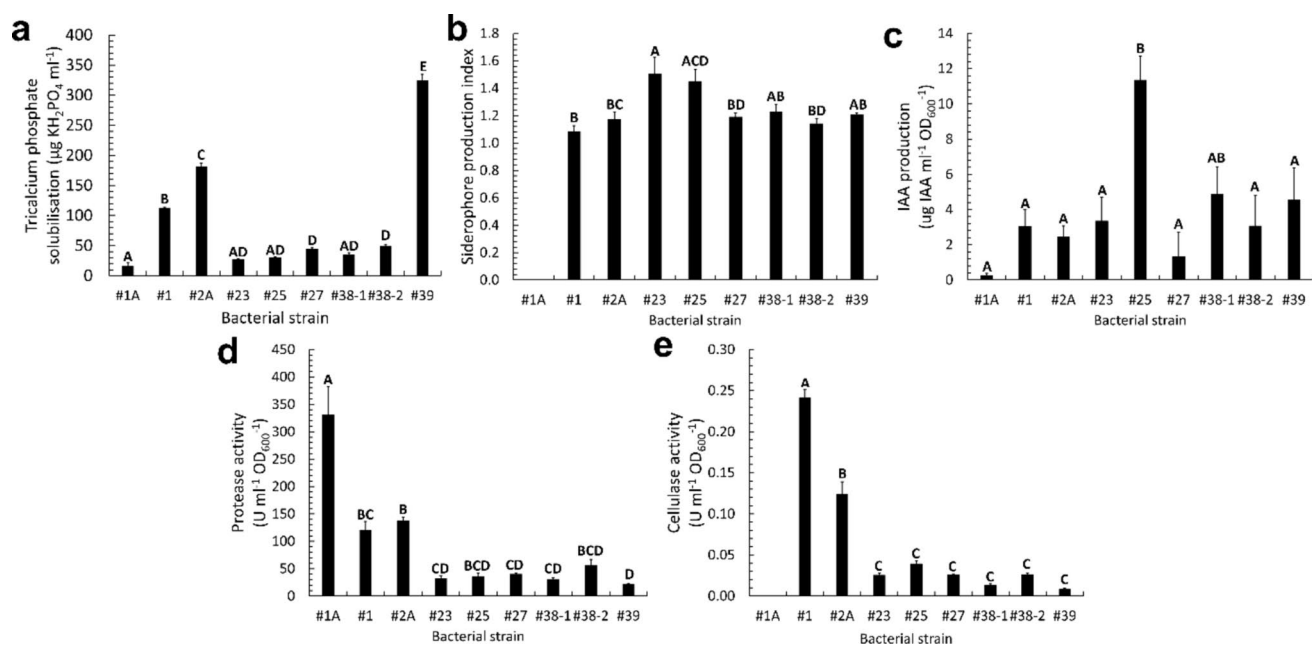 a
Tricalcium phosphate
solubilisation (µg KH2PO4 ml-1)
400
350
300
250
200
150
100
50
0
A
B
C
AD
AD
D
AD
D
E
#1A #1 #2A #23 #25 #27 #38-1 #38-2 #39
Bacterial strain
b
Siderophore production index
1.8
1.6
1.4
1.2
1.0
0.8
0.6
0.4
0.2
0.0
B
BC
A
ACD
BD
AB
BD
AB
#1A #1 #2A #23 #25 #27 #38-1 #38-2 #39
Bacterial strain
c
IAA production
(ug IAA ml-1 OD600-1)
14
12
10
8
6
4
2
0
A
A
A
A
B
A
AB
A
A
#1A #1 #2A #23 #25 #27 #38-1 #38-2 #39
Bacterial strain
d
Protease activity
(U ml-1 OD600-1)
450
400
350
300
250
200
150
100
50
0
A
BC
B
CD
BCD
CD
CD
BCD
D
#1A #1 #2A #23 #25 #27 #38-1 #38-2 #39
Bacterial strain
e
Cellulase activity
(U ml-1 OD600-1)
0.30
0.25
0.20
0.15
0.10
0.05
0.00
A
B
C
C
C
C
C
C
#1A #1 #2A #23 #25 #27 #38-1 #38-2 #39
Bacterial strain